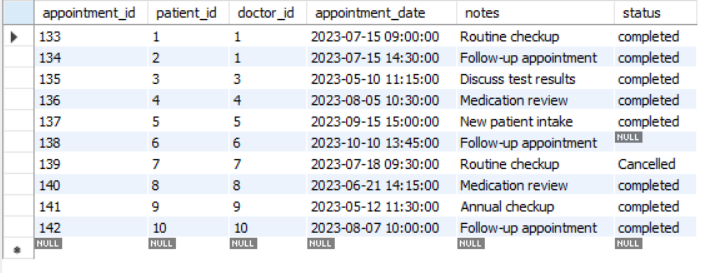 appointment_id patient_id doctor_id appointment_date notes status
133 1 1 2023-07-15 09:00:00 Routine checkup completed
134 2 1 2023-07-15 14:30:00 Follow-up appointment completed
135 3 3 2023-05-10 11:15:00 Discuss test results completed
136 4 4 2023-08-05 10:30:00 Medication review completed
137 5 5 2023-09-15 15:00:00 New patient intake completed
138 6 6 2023-10-10 13:45:00 Follow-up appointment NULL
139 7 7 2023-07-18 09:30:00 Routine checkup Cancelled
140 8 8 2023-06-21 14:15:00 Medication review completed
141 9 9 2023-05-12 11:30:00 Annual checkup completed
142 10 10 2023-08-07 10:00:00 Follow-up appointment completed
NULL NULL NULL NULL NULL NULL